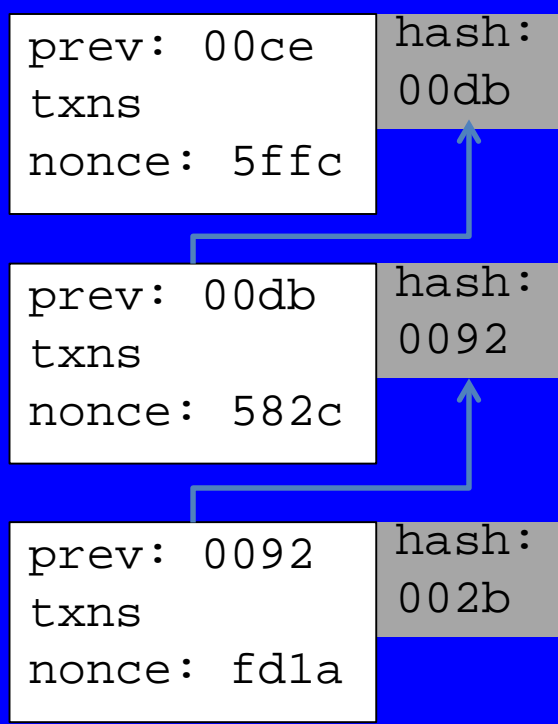 prev: 00ce
txns
nonce: 5ffc
hash:
00db
prev: 00db
txns
nonce: 582c
hash:
0092
prev: 0092
txns
nonce: fd1a
hash:
002b